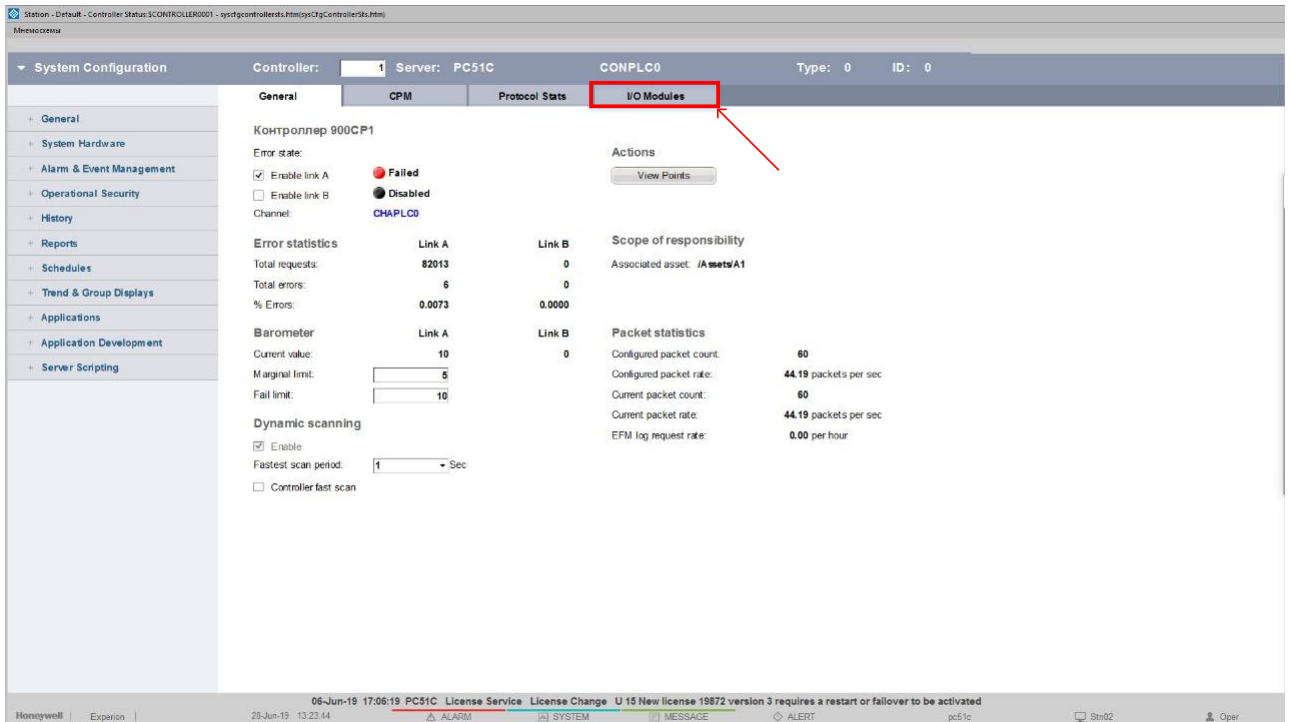 Station - Default - Controller Status:$CONTROLLER0001 - syscfgcontrollersts.htm(sysCfgControllerSts.htm)
Мнемосхемы
System Configuration
Controller: 1 Server: PC51C CONPLC0 Type: 0 ID: 0
General CPM Protocol Stats I/O Modules
General
System Hardware
Alarm & Event Management
Operational Security
History
Reports
Schedules
Trend & Group Displays
Applications
Application Development
Server Scripting
Контроллер 900CP1
Error state:
Enable link A Failed
Enable link B Disabled
Channel: CHAPLC0
Actions
View Points
Error statistics Link A Link B
Total requests: 82013 0
Total errors: 6 0
% Errors: 0.0073 0.0000
Scope of responsibility
Associated asset: /Assets/A1
Barometer Link A Link B
Current value: 10 0
Marginal limit: 5
Fail limit: 10
Packet statistics
Configured packet count: 60
Configured packet rate: 44.19 packets per sec
Current packet count: 60
Current packet rate: 44.19 packets per sec
EFM log request rate: 0.00 per hour
Dynamic scanning
Enable
Fastest scan period: 1 Sec
Controller fast scan
06-Jun-19 17:06:19 PC51C License Service License Change U 15 New license 19872 version 3 requires a restart or failover to be activated
Honeywell Experion 28-Jun-19 13:23:44 ALARM SYSTEM MESSAGE ALERT pc51c Stn02 Oper